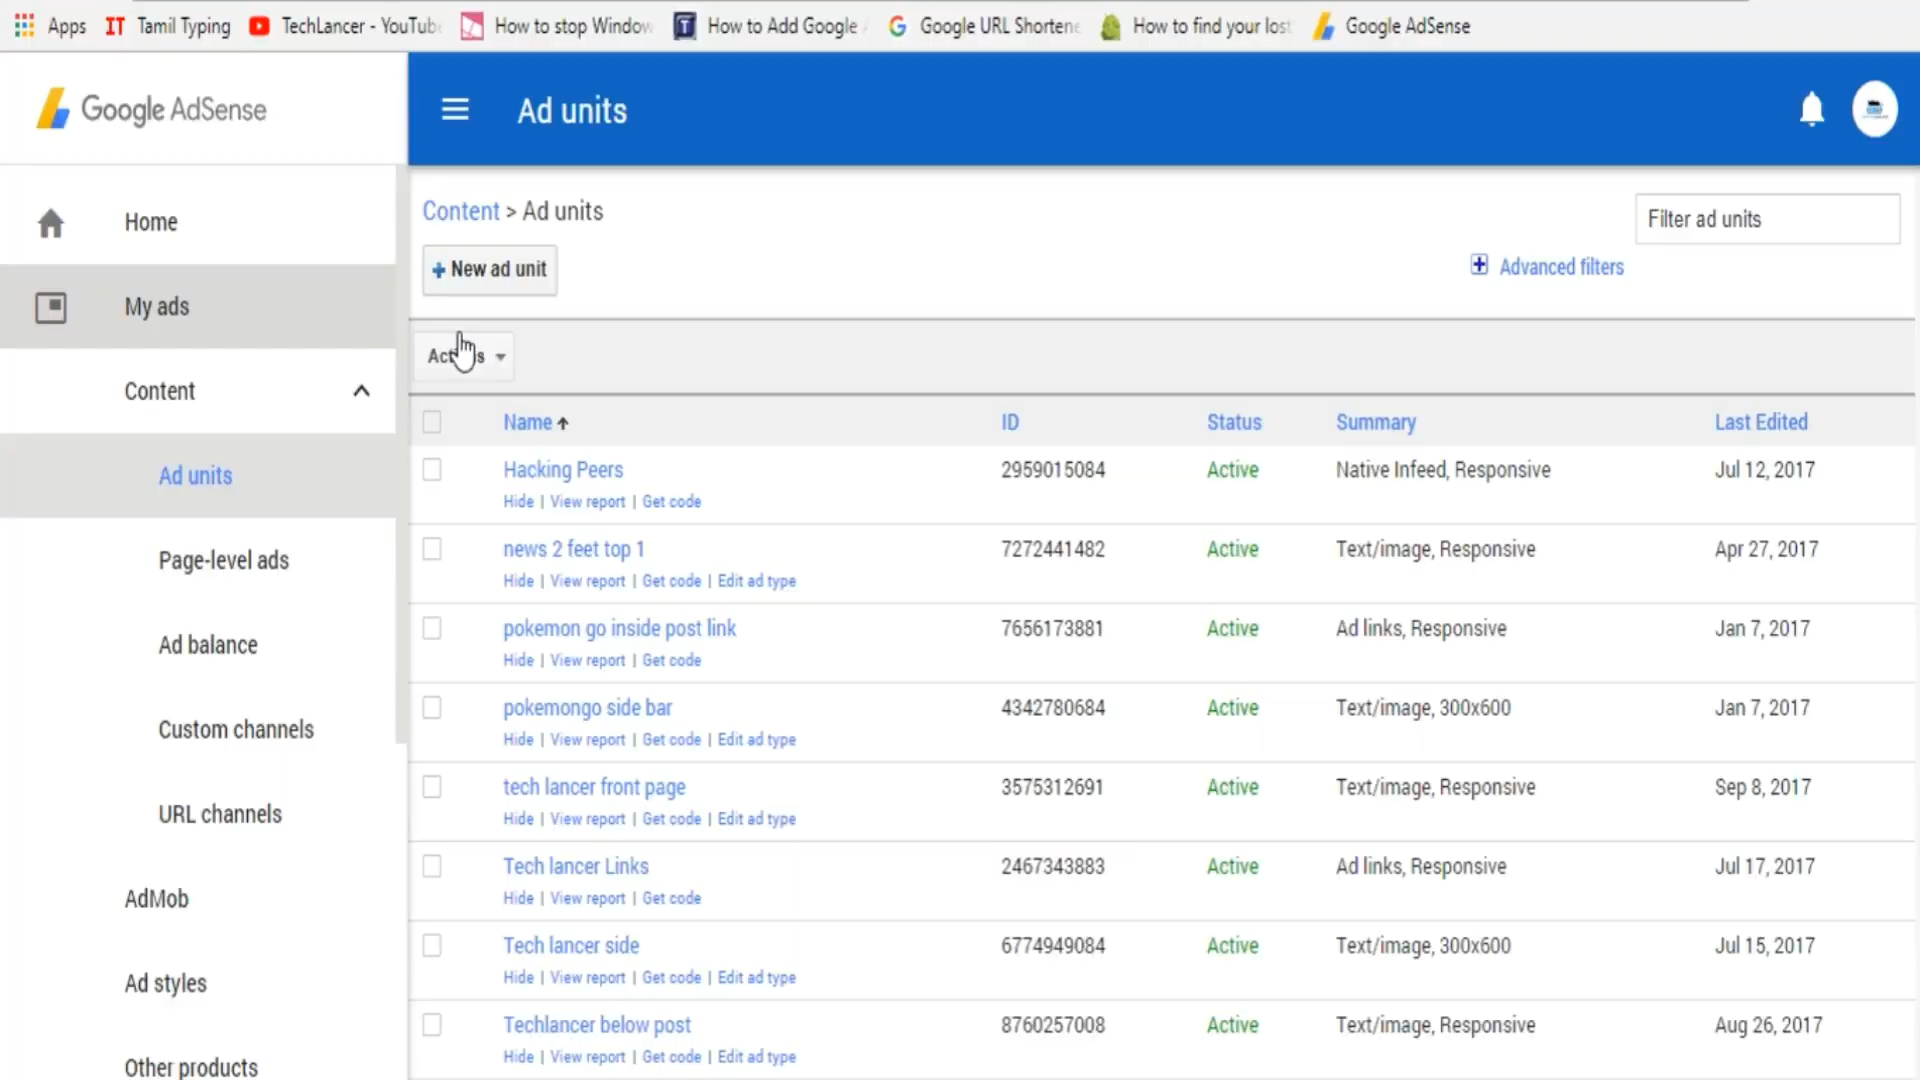 Apps
Tamil Typing
TechLancer - YouTub
How to stop Window
How to Add Google
Google URL Shortene
How to find your lost
Google AdSense
Google AdSense
Ad units
Home
My ads
Content
Ad units
Page-level ads
Ad balance
Custom channels
URL channels
AdMob
Ad styles
Other products
Content > Ad units
Filter ad units
+ New ad unit
Advanced filters
Name ID Status Summary Last Edited
Hacking Peers 2959015084 Active Native Infeed, Responsive Jul 12, 2017
Hide | View report | Get code
news 2 feet top 1 7272441482 Active Text/image, Responsive Apr 27, 2017
Hide | View report | Get code | Edit ad type
pokemon go inside post link 7656173881 Active Ad links, Responsive Jan 7, 2017
Hide | View report | Get code
pokemongo side bar 4342780684 Active Text/image, 300x600 Jan 7, 2017
Hide | View report | Get code | Edit ad type
tech lancer front page 3575312691 Active Text/image, Responsive Sep 8, 2017
Hide | View report | Get code | Edit ad type
Tech lancer Links 2467343883 Active Ad links, Responsive Jul 17, 2017
Hide | View report | Get code
Tech lancer side 6774949084 Active Text/image, 300x600 Jul 15, 2017
Hide | View report | Get code | Edit ad type
Techlancer below post 8760257008 Active Text/image, Responsive Aug 26, 2017
Hide | View report | Get code | Edit ad type